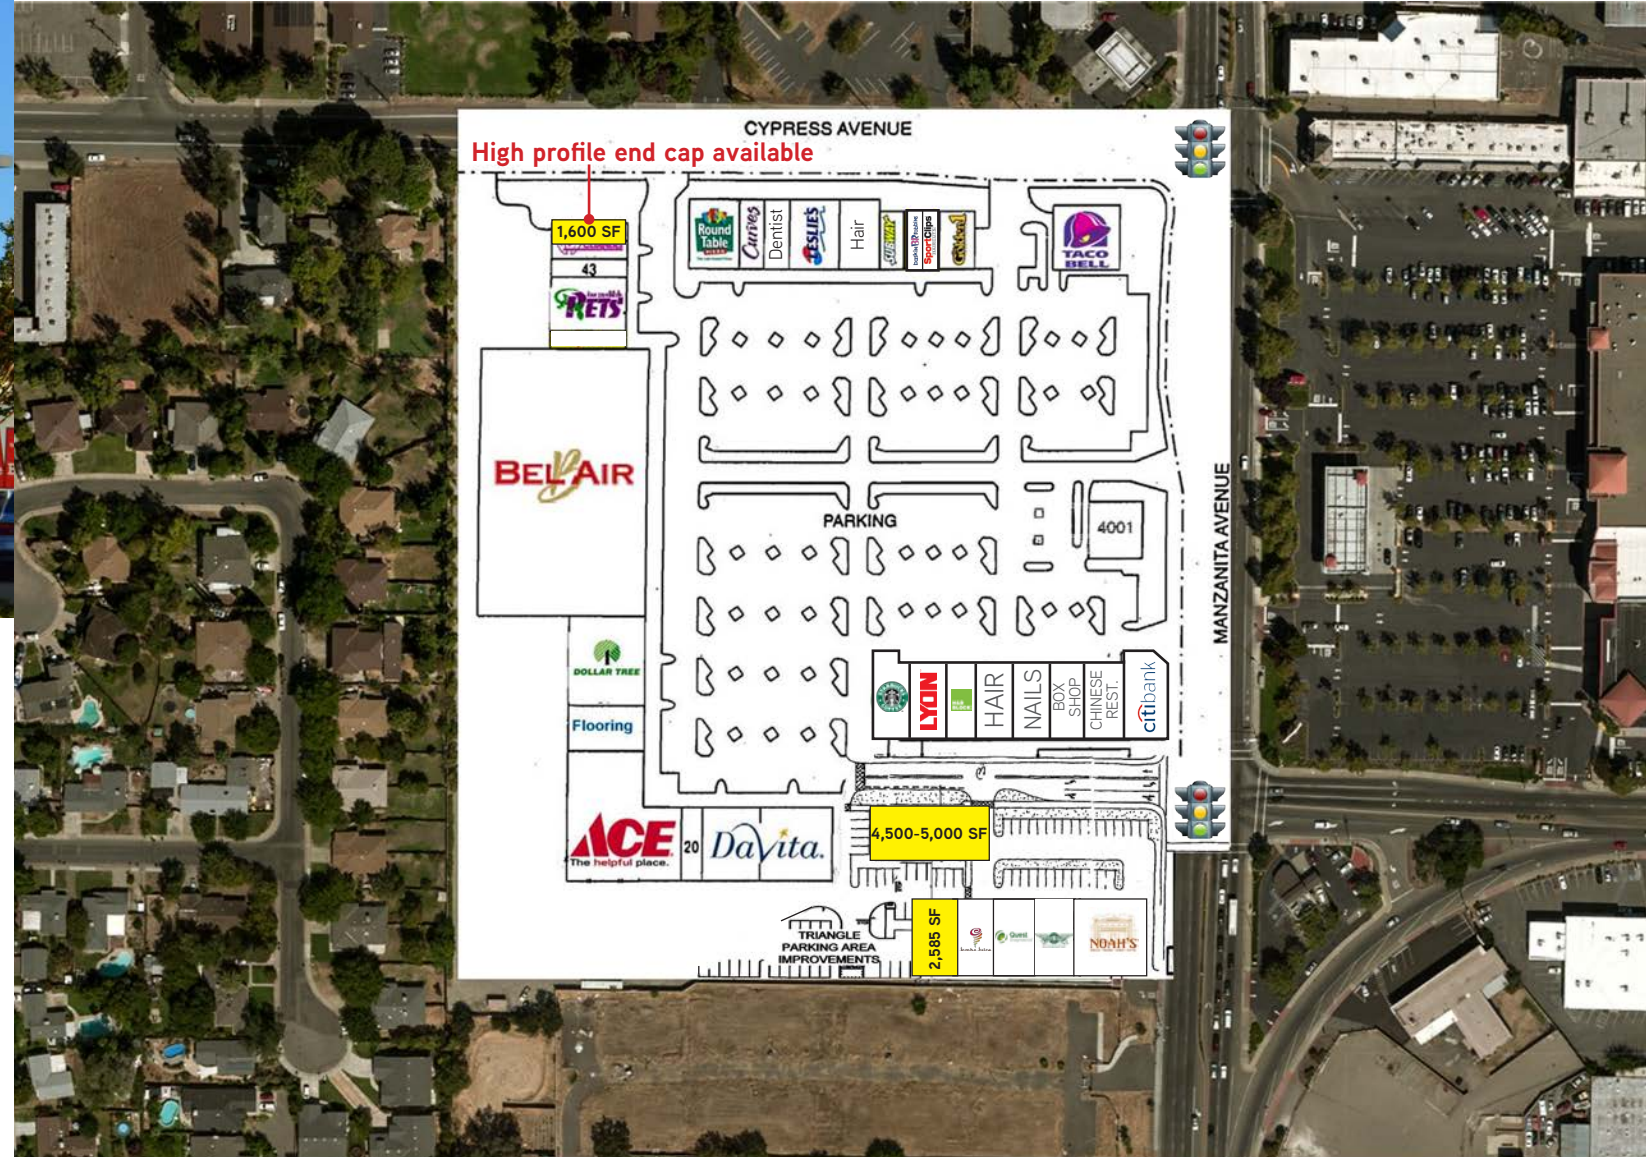 CYPRESS AVENUE
High profile end cap available
1,600 SF
43
PETS
Round
Table
Curves
Dentist
LESLIE'S
Hair
SUBWAY
SportClips
TACO
BELL
BEL AIR
PARKING
4001
MANZANITA AVENUE
DOLLAR TREE
Flooring
LYON
H&R
BLOCK
HAIR
NAILS
BOX
SHOP
CHINESE
REST.
citibank
ACE
The helpful place.
20
DaVita.
4,500-5,000 SF
2,585 SF
Quest
NOAH'S
TRIANGLE
PARKING AREA
IMPROVEMENTS